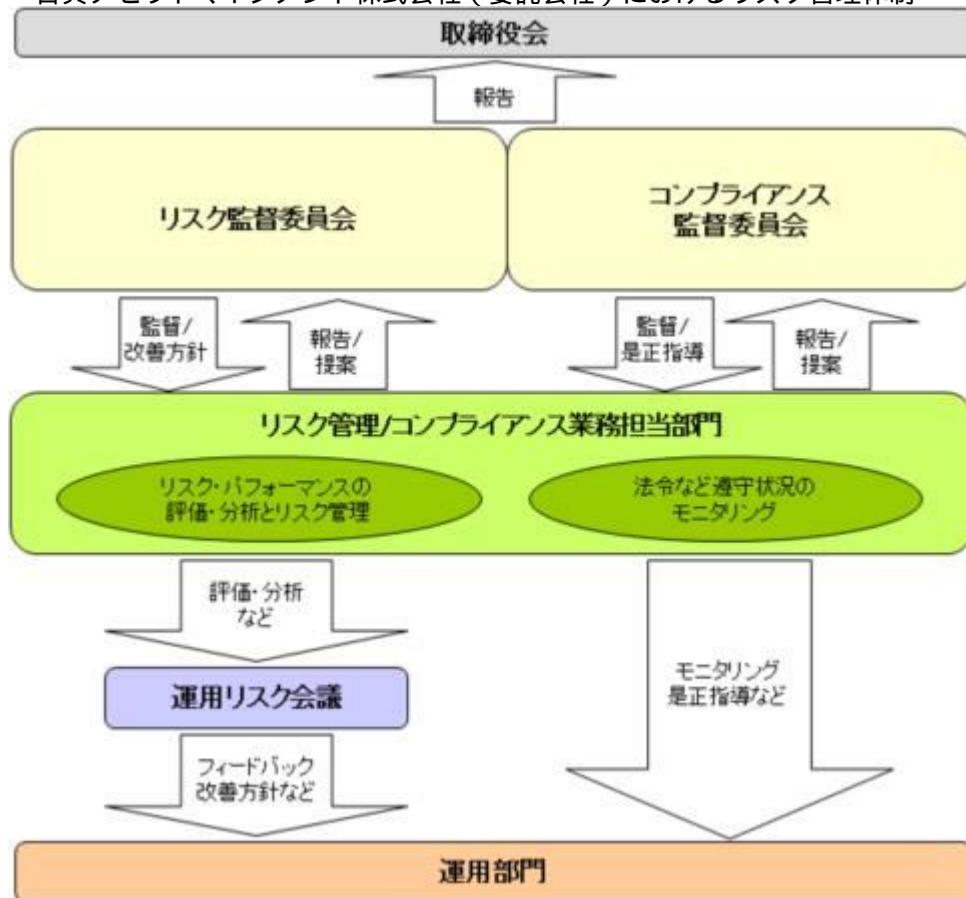 取締役会
報告
リスク監督委員会
コンプライアンス
監督委員会
監督/
改善方針
報告/
提案
監督/
是正指導
報告/
提案
リスク管理/コンプライアンス業務担当部門
リスク・パフォーマンスの
評価・分析とリスク管理
法令など遵守状況の
モニタリング
評価・分析
など
運用リスク会議
モニタリング
是正指導など
フィードバック
改善方針など
運用部門